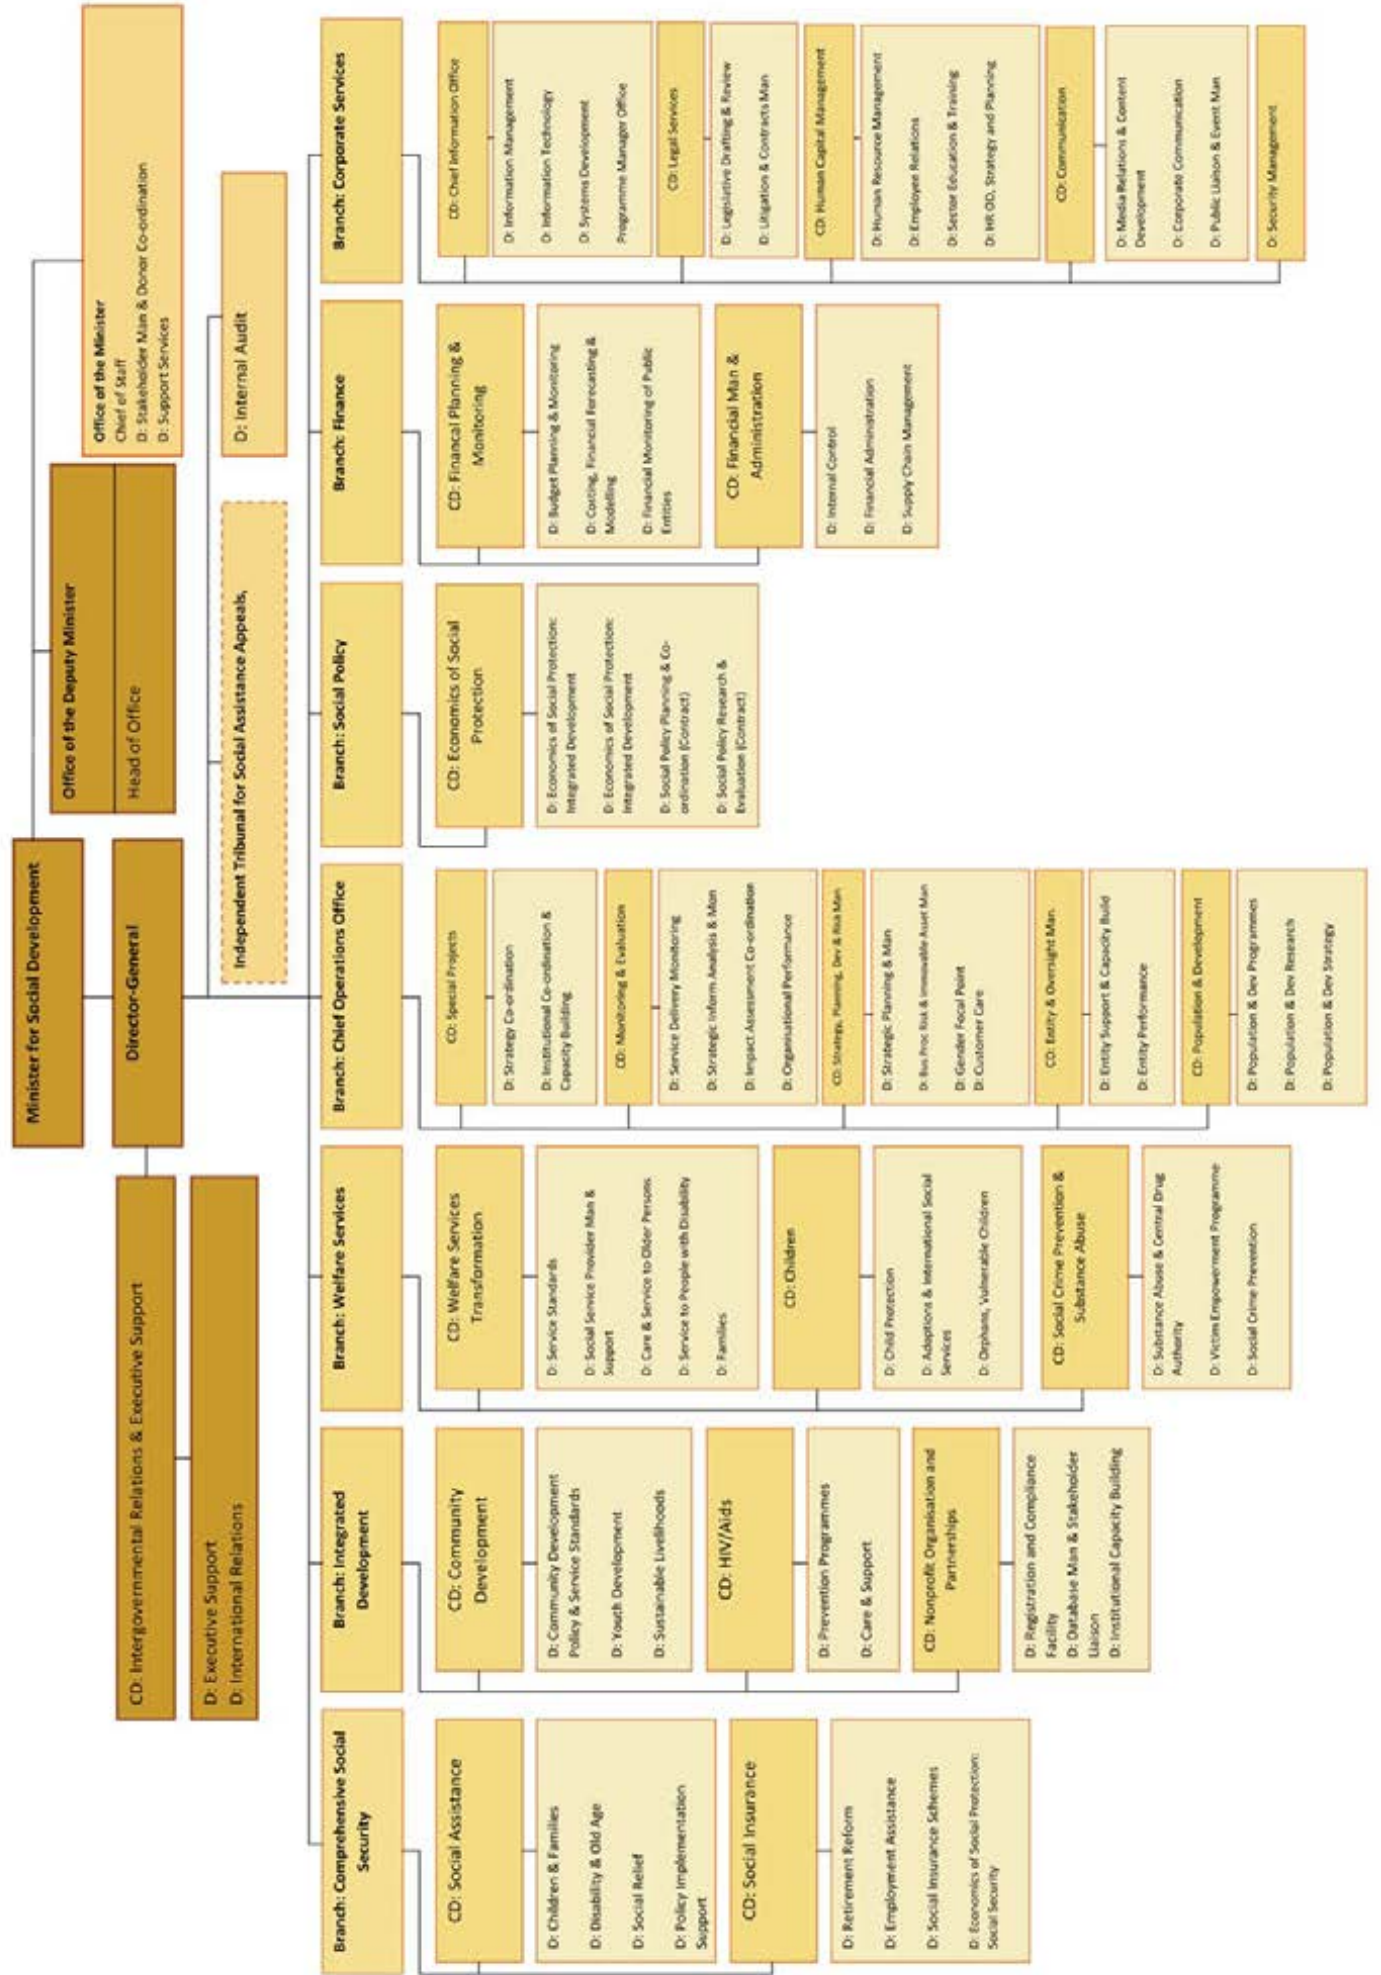 Minister for Social Development
Office of the Deputy Minister
Head of Office
Office of the Minister
Chief of Staff
D: Stakeholder Man & Donor Co-ordination
D: Support Services
Director-General
CD: Intergovernmental Relations & Executive Support
D: Executive Support
D: International Relations
Independent Tribunal for Social Assistance Appeals,
D: Internal Audit
Branch: Comprehensive Social
Security
CD: Social Assistance
D: Children & Families
D: Disability & Old Age
D: Social Relief
D: Policy Implementation
Support
CD: Social Insurance
D: Retirement Reform
D: Employment Assistance
D: Social Insurance Schemes
D: Economics of Social Protection:
Social Security
Branch: Integrated
Development
CD: Community
Development
D: Community Development
Policy & Service Standards
D: Youth Development
D: Sustainable Livelihoods
CD: HIV/Aids
D: Prevention Programmes
D: Care & Support
CD: Nonprofit Organisation and
Partnerships
D: Registration and Compliance
Facility
D: Database Man & Stakeholder
Liaison
D: Institutional Capacity Building
Branch: Welfare Services
CD: Welfare Services
Transformation
D: Service Standards
D: Social Service Provider Man &
Support
D: Care & Service to Older Persons
D: Service to People with Disability
D: Families
CD: Children
D: Child Protection
D: Adoptions & International Social
Services
D: Orphans, Vulnerable Children
CD: Social Crime Prevention &
Substance Abuse
D: Substance Abuse & Central Drug
Authority
D: Victim Empowerment Programme
D: Social Crime Prevention
Branch: Chief Operations Office
CD: Special Projects
D: Strategy Co-ordination
D: Institutional Co-ordination &
Capacity Building
CD: Monitoring & Evaluation
D: Service Delivery Monitoring
D: Strategic Inform Analysis & Mon
D: Impact Assessment Co-ordination
D: Organisational Performance
CD: Strategy, Planning, Dev & Risk Man
D: Strategic Planning & Man
D: Bus Proc Risk & Immovable Asset Man
D: Gender Focal Point
D: Customer Care
CD: Entity & Oversight Man.
D: Entity Support & Capacity Build
D: Entity Performance
CD: Population & Development
D: Population & Dev Programmes
D: Population & Dev Research
D: Population & Dev Strategy
Branch: Social Policy
CD: Economics of Social
Protection
D: Economics of Social Protection:
Integrated Development
D: Economics of Social Protection:
Integrated Development
D: Social Policy Planning & Co-
ordination (Contract)
D: Social Policy Research &
Evaluation (Contract)
Branch: Finance
CD: Financal Planning &
Monitoring
D: Budget Planning & Monitoring
D: Costing, Financial Forecasting &
Modelling
D: Financial Monitoring of Public
Entities
CD: Financial Man &
Administration
D: Internal Control
D: Financial Administration
D: Supply Chain Management
Branch: Corporate Services
CD: Chief Information Office
D: Information Management
D: Information Technology
D: Systems Development
Programme Manager Office
CD: Legal Services
D: Legislative Drafting & Review
D: Litigation & Contracts Man
CD: Human Capital Management
D: Human Resource Management
D: Employee Relations
D: Sector Education & Training
D: HR OD, Strategy and Planning
CD: Communication
D: Media Relations & Content
Development
D: Corporate Communication
D: Public Liaison & Event Man
D: Security Management